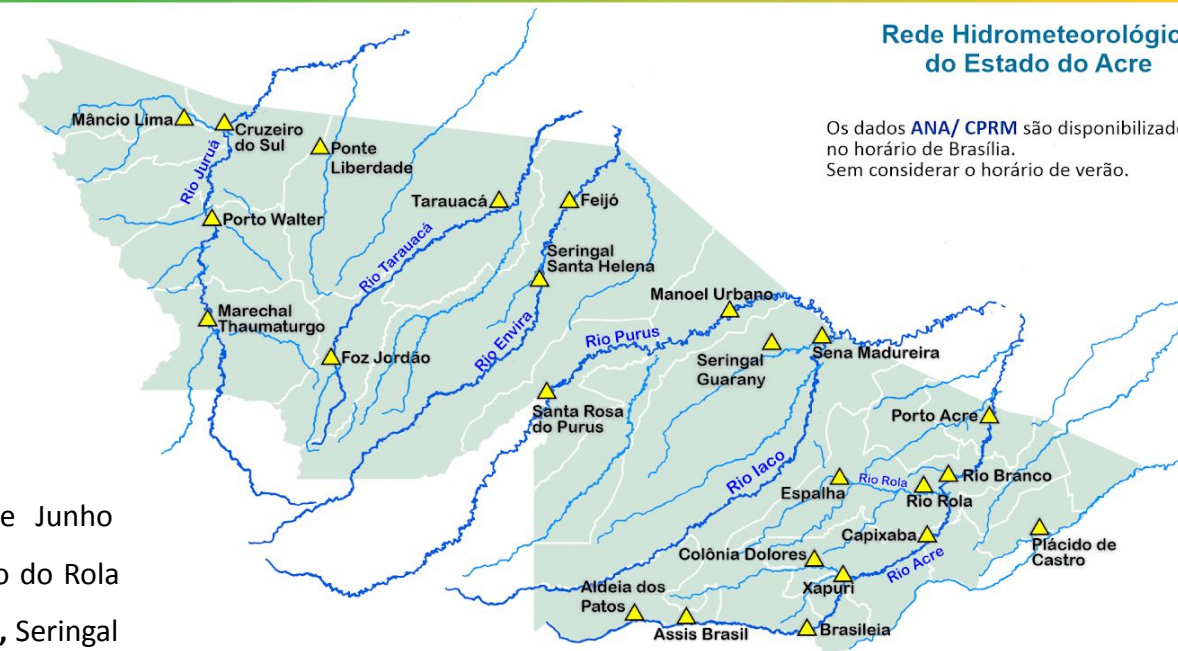 Rede Hidrometeorológic
do Estado do Acre
Os dados ANA/ CPRM são disponibilizad
no horário de Brasília.
Sem considerar o horário de verão.
Mâncio Lima
Cruzeiro
do Sul
Ponte
Liberdade
Rio Juruá
Porto Walter
Tarauacá
Feijó
Rio Tarauacá
Seringal
Santa Helena
Marechal
Thaumaturgo
Foz Jordão
Rio Envira
Manoel Urbano
Rio Purus
Seringal
Guarany
Sena Madureira
Santa Rosa
do Purus
Porto Acre
Rio Iaco
Espalha
Rio Rola
Rio Rola
Rio Branco
Capixaba
Plácido de
Castro
Colônia Dolores
Rio Acre
Xapuri
Aldeia dos
Patos
Assis Brasil
Brasileia
e Junho
o do Rola
, Seringal